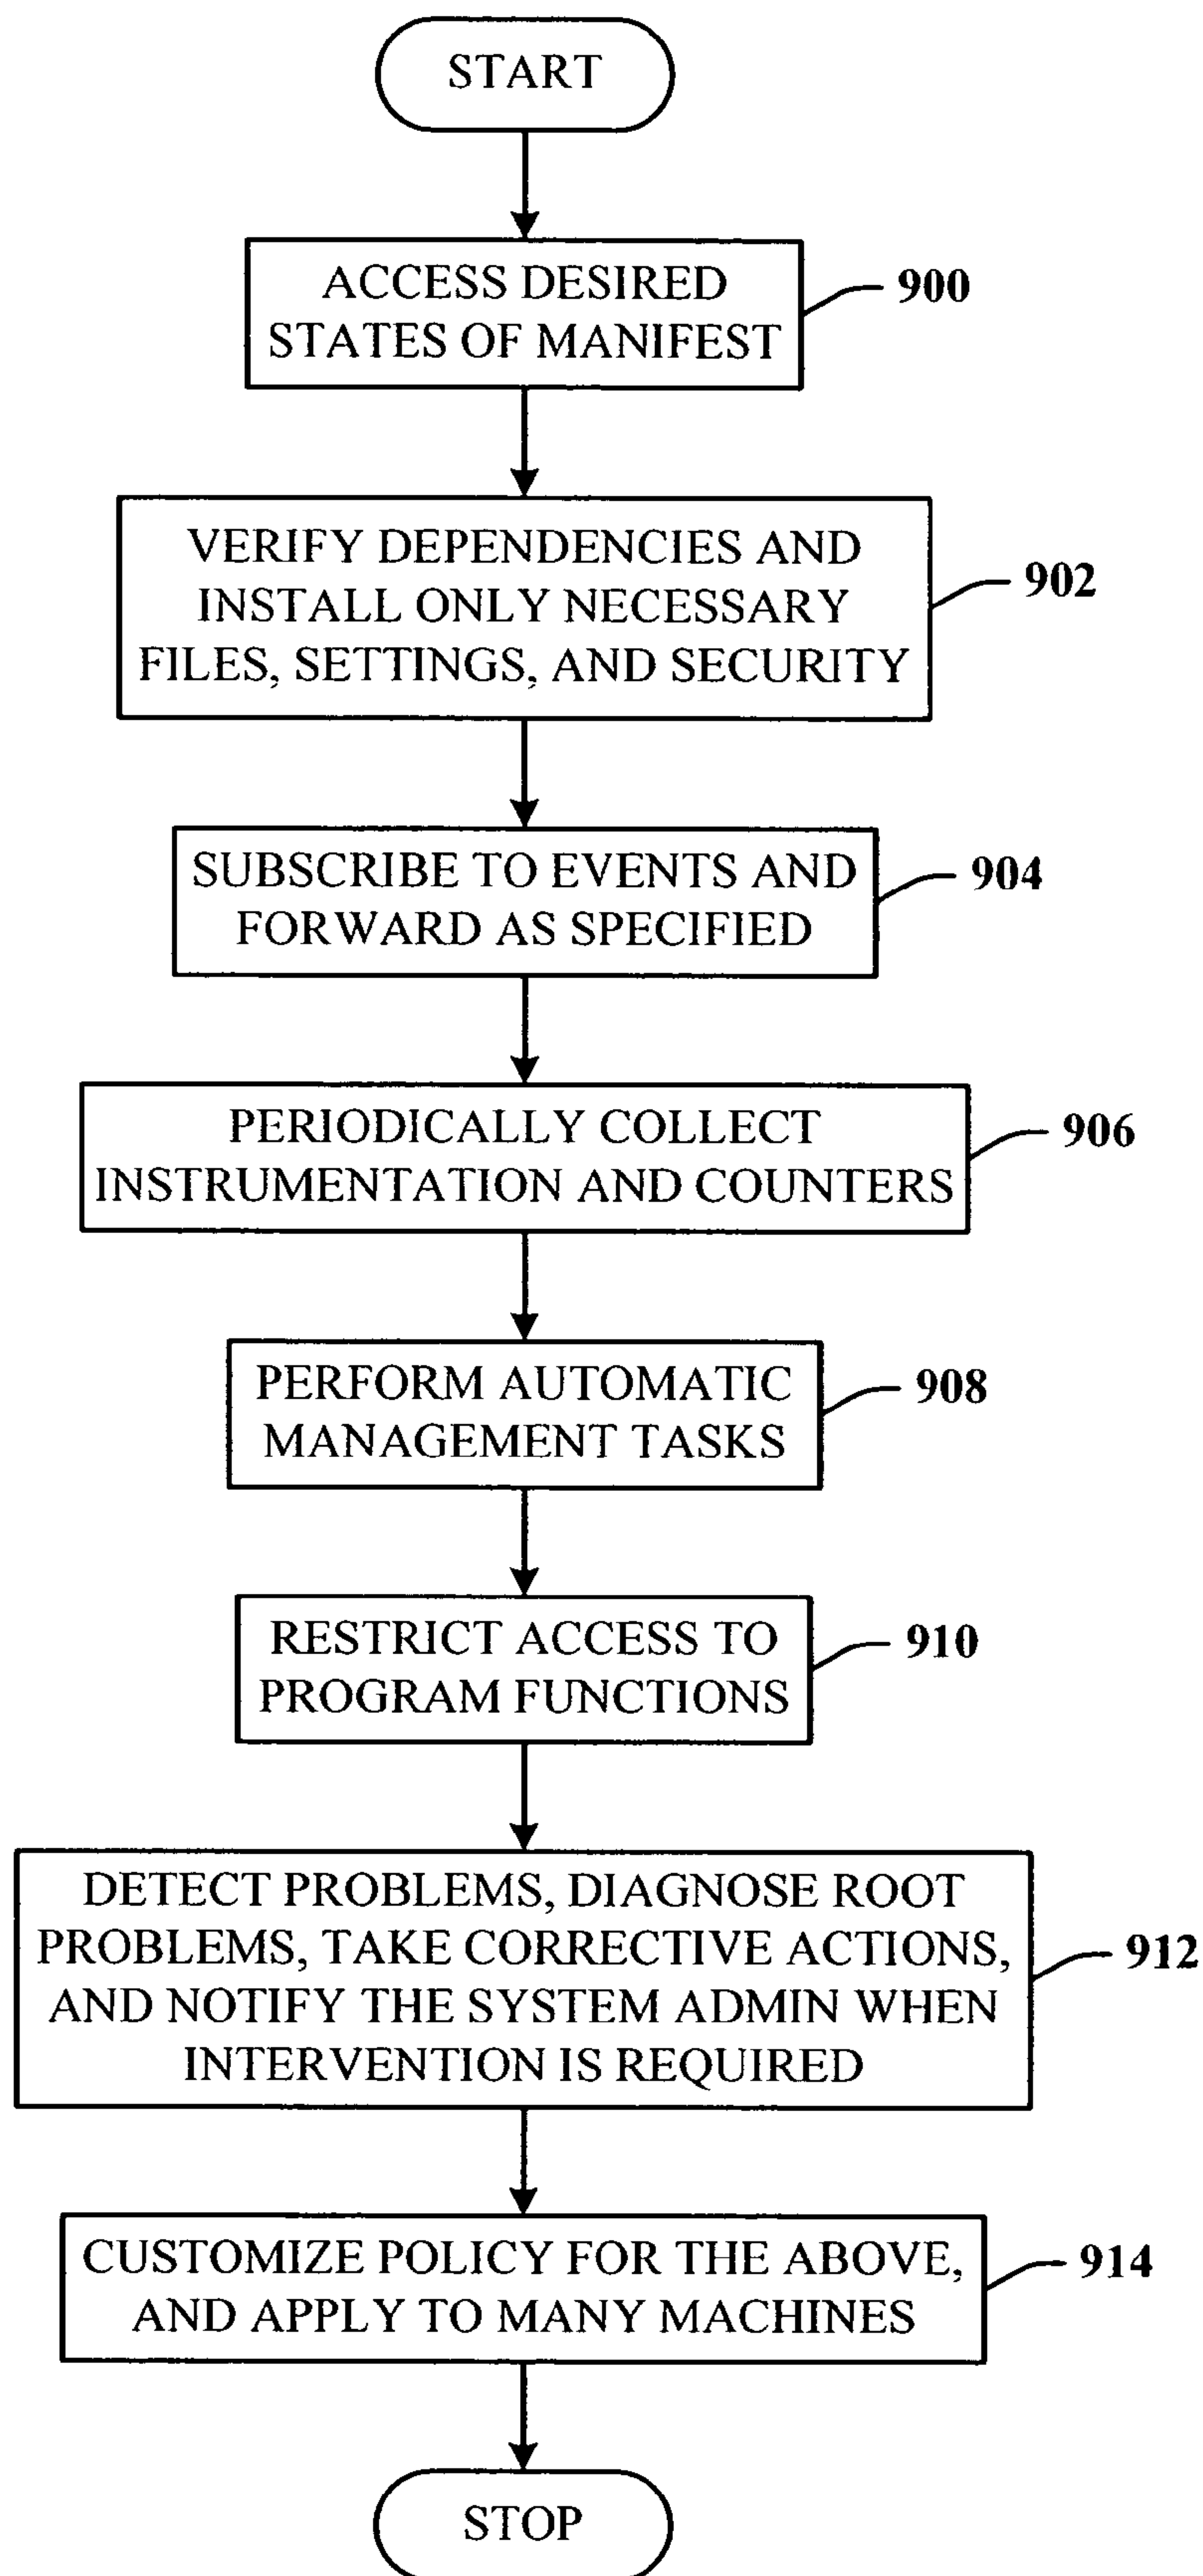 START
ACCESS DESIRED
STATES OF MANIFEST
900
VERIFY DEPENDENCIES AND
INSTALL ONLY NECESSARY
FILES, SETTINGS, AND SECURITY
902
SUBSCRIBE TO EVENTS AND
FORWARD AS SPECIFIED
904
PERIODICALLY COLLECT
INSTRUMENTATION AND COUNTERS
906
PERFORM AUTOMATIC
MANAGEMENT TASKS
908
RESTRICT ACCESS TO
PROGRAM FUNCTIONS
910
DETECT PROBLEMS, DIAGNOSE ROOT
PROBLEMS, TAKE CORRECTIVE ACTIONS,
AND NOTIFY THE SYSTEM ADMIN WHEN
INTERVENTION IS REQUIRED
912
CUSTOMIZE POLICY FOR THE ABOVE,
AND APPLY TO MANY MACHINES
914
STOP